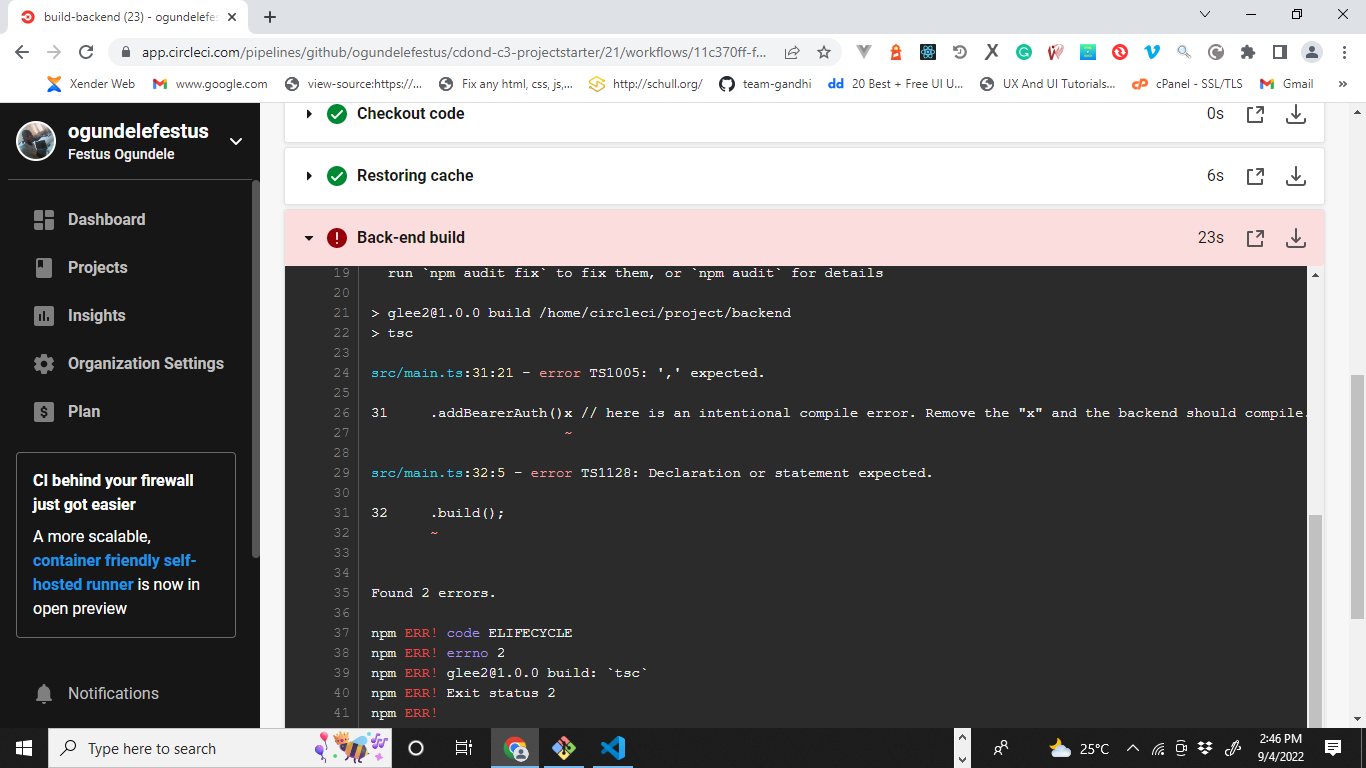 build-backend (23) - ogundelefes
app.circleci.com/pipelines/github/ogundelefestus/cdond-c3-projectstarter/21/workflows/11c370ff-f...
Xender Web
www.google.com
view-source:https://...
Fix any html, css, js,...
http://schull.org/
team-gandhi
dd
20 Best + Free UI U...
UX And UI Tutorials...
cPanel - SSL/TLS
Gmail
»
ogundelefestus
Festus Ogundele
Dashboard
Projects
Insights
Organization Settings
Plan
CI behind your firewall
just got easier
A more scalable,
container friendly self-
hosted runner is now in
open preview
Notifications
Checkout code 0s
Restoring cache 6s
Back-end build 23s
19 run `npm audit fix` to fix them, or `npm audit` for details
20
21 > glee2@1.0.0 build /home/circleci/project/backend
22 > tsc
23
24 src/main.ts:31:21 - error TS1005: ',' expected.
25
26 31     .addBearerAuth()x // here is an intentional compile error. Remove the "x" and the backend should compile.
27 ~
28
29 src/main.ts:32:5 - error TS1128: Declaration or statement expected.
30
31 32     .build();
32 ~
33
34
35 Found 2 errors.
36
37 npm ERR! code ELIFECYCLE
38 npm ERR! errno 2
39 npm ERR! glee2@1.0.0 build: `tsc`
40 npm ERR! Exit status 2
41 npm ERR!
Type here to search
25°C
2:46 PM
9/4/2022